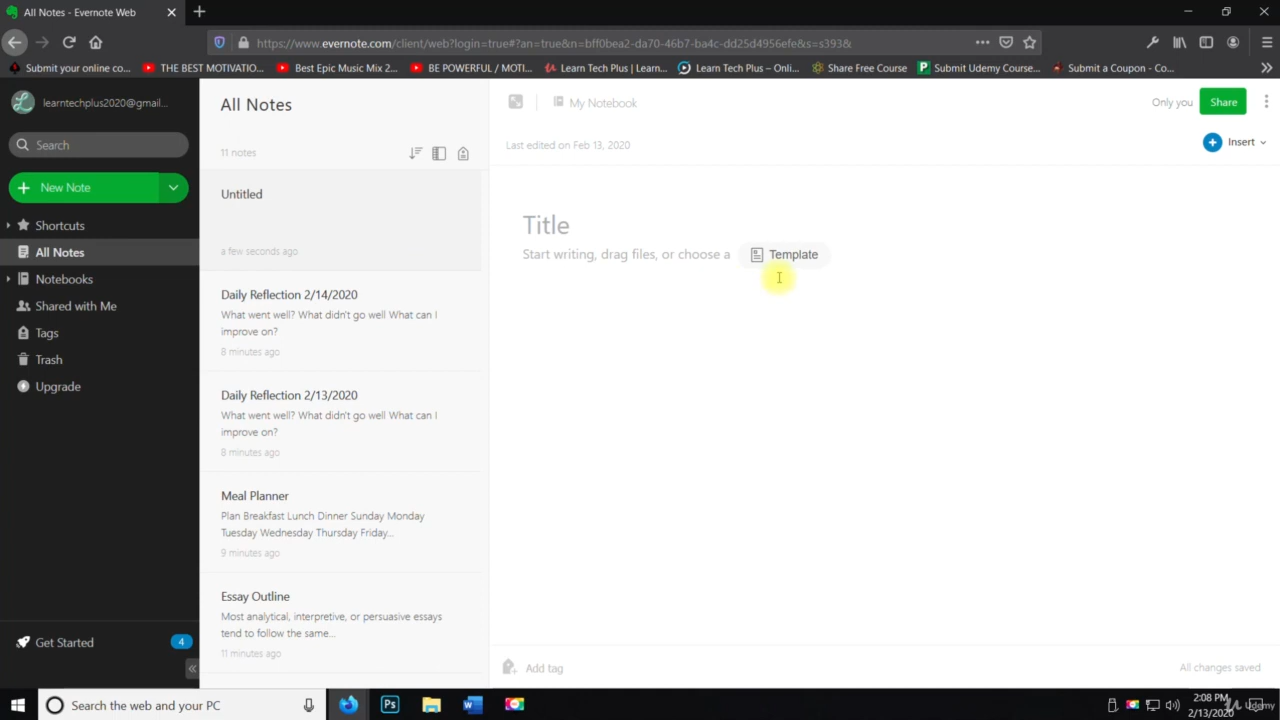 All Notes - Evernote Web
https://www.evernote.com/client/web?login=true#?an=true&n=bff0bea2-da70-46b7-ba4c-dd25d4956efe&s=s393&
Submit your online co...
THE BEST MOTIVATIO...
Best Epic Music Mix 2...
BE POWERFUL / MOTI...
Learn Tech Plus | Learn...
Learn Tech Plus – Onli...
Share Free Course
Submit Udemy Course...
Submit a Coupon - Co...
learntechplus2020@gmail...
Search
New Note
Shortcuts
All Notes
Notebooks
Shared with Me
Tags
Trash
Upgrade
Get Started
4
All Notes
11 notes
Untitled
a few seconds ago
Daily Reflection 2/14/2020
What went well? What didn't go well What can I
improve on?
8 minutes ago
Daily Reflection 2/13/2020
What went well? What didn't go well What can I
improve on?
8 minutes ago
Meal Planner
Plan Breakfast Lunch Dinner Sunday Monday
Tuesday Wednesday Thursday Friday...
9 minutes ago
Essay Outline
Most analytical, interpretive, or persuasive essays
tend to follow the same...
11 minutes ago
My Notebook
Only you
Share
Last edited on Feb 13, 2020
Insert
Title
Start writing, drag files, or choose a Template
Add tag
All changes saved
Search the web and your PC
Ps
2:08 PM
2/13/2020
Udemy